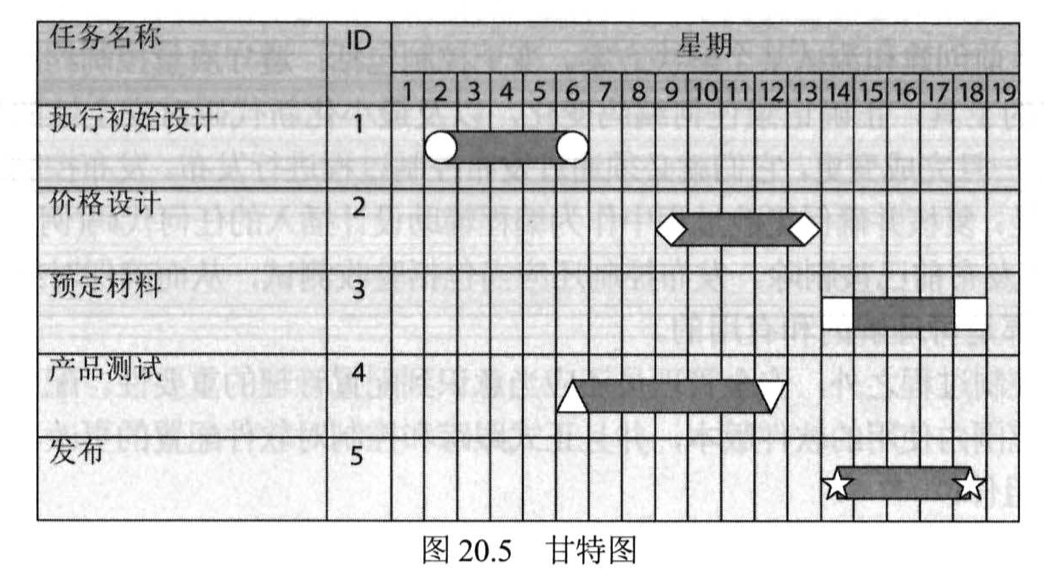 任务名称 ID 星期
1 2 3 4 5 6 7 8 9 10 11 12 13 14 15 16 17 18 19
执行初始设计 1
价格设计 2
预定材料 3
产品测试 4
发布 5
图 20.5 甘特图